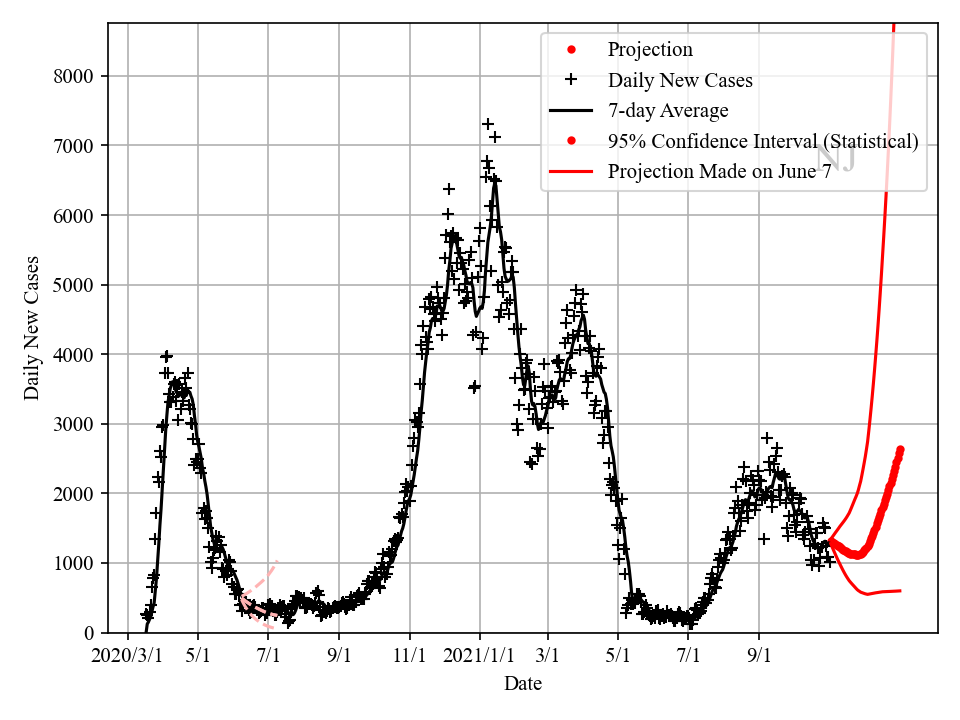 8000
7000
6000
5000
4000
3000
2000
1000
0
Daily New Cases
Projection
Daily New Cases
7-day Average
95% Confidence Interval (Statistical)
Projection Made on June 7
NJ
2020/3/1 5/1 7/1 9/1 11/1 2021/1/1 3/1 5/1 7/1 9/1
Date